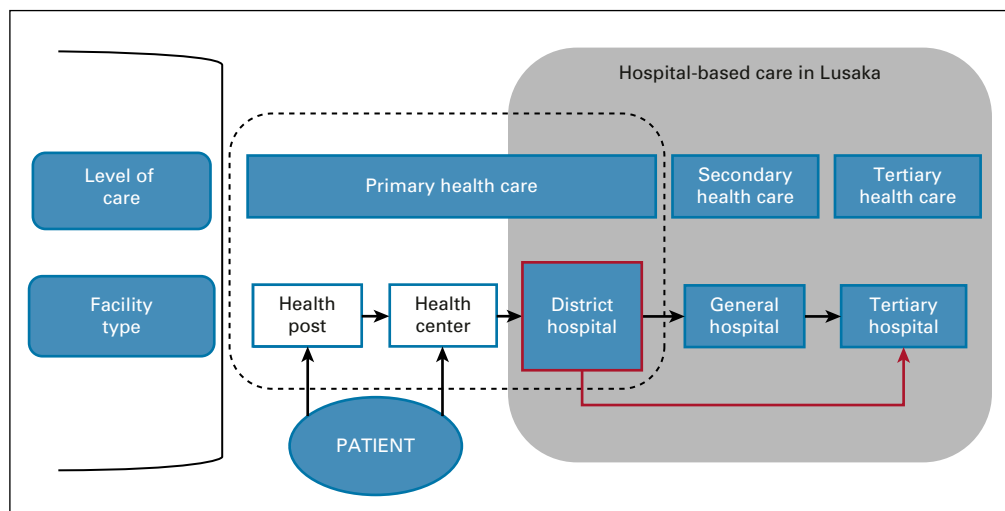 Hospital-based care in Lusaka
Level of
care
Primary health care
Secondary
health care
Tertiary
health care
Facility
type
Health
post
Health
center
District
hospital
General
hospital
Tertiary
hospital
PATIENT